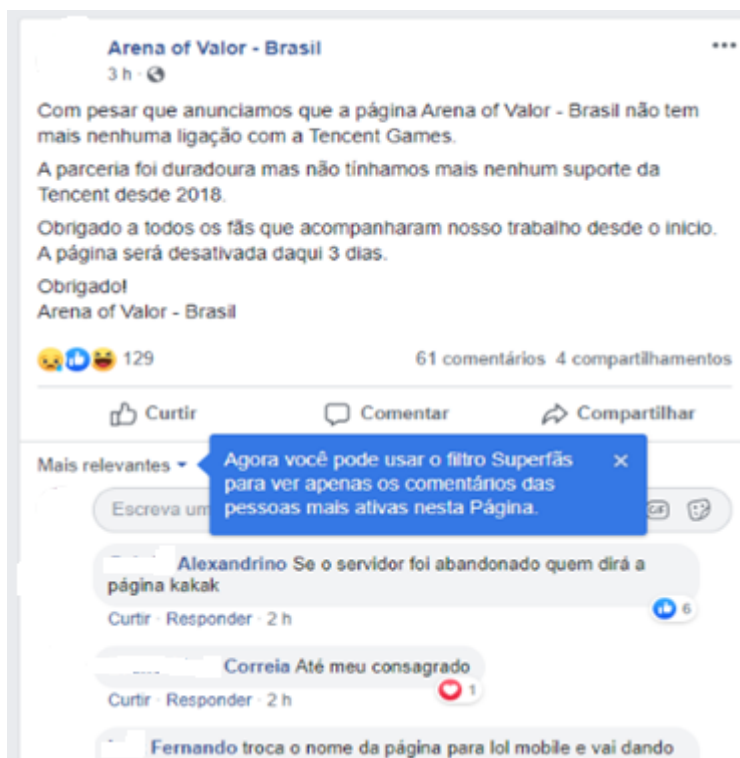 Arena of Valor - Brasil
3 h ·
Com pesar que anunciamos que a página Arena of Valor - Brasil não tem
mais nenhuma ligação com a Tencent Games.
A parceria foi duradoura mas não tínhamos mais nenhum suporte da
Tencent desde 2018.
Obrigado a todos os fãs que acompanharam nosso trabalho desde o inicio.
A página será desativada daqui 3 dias.
Obrigado!
Arena of Valor - Brasil
129 61 comentários 4 compartilhamentos
Curtir Comentar Compartilhar
Mais relevantes
Agora você pode usar o filtro Superfãs
para ver apenas os comentários das
pessoas mais ativas nesta Página.
Escreva um
GIF
Alexandrino Se o servidor foi abandonado quem dirá a
página kakak
6
Curtir · Responder · 2 h
Correia Até meu consagrado
1
Curtir · Responder · 2 h
Fernando troca o nome da página para lol mobile e vai dando